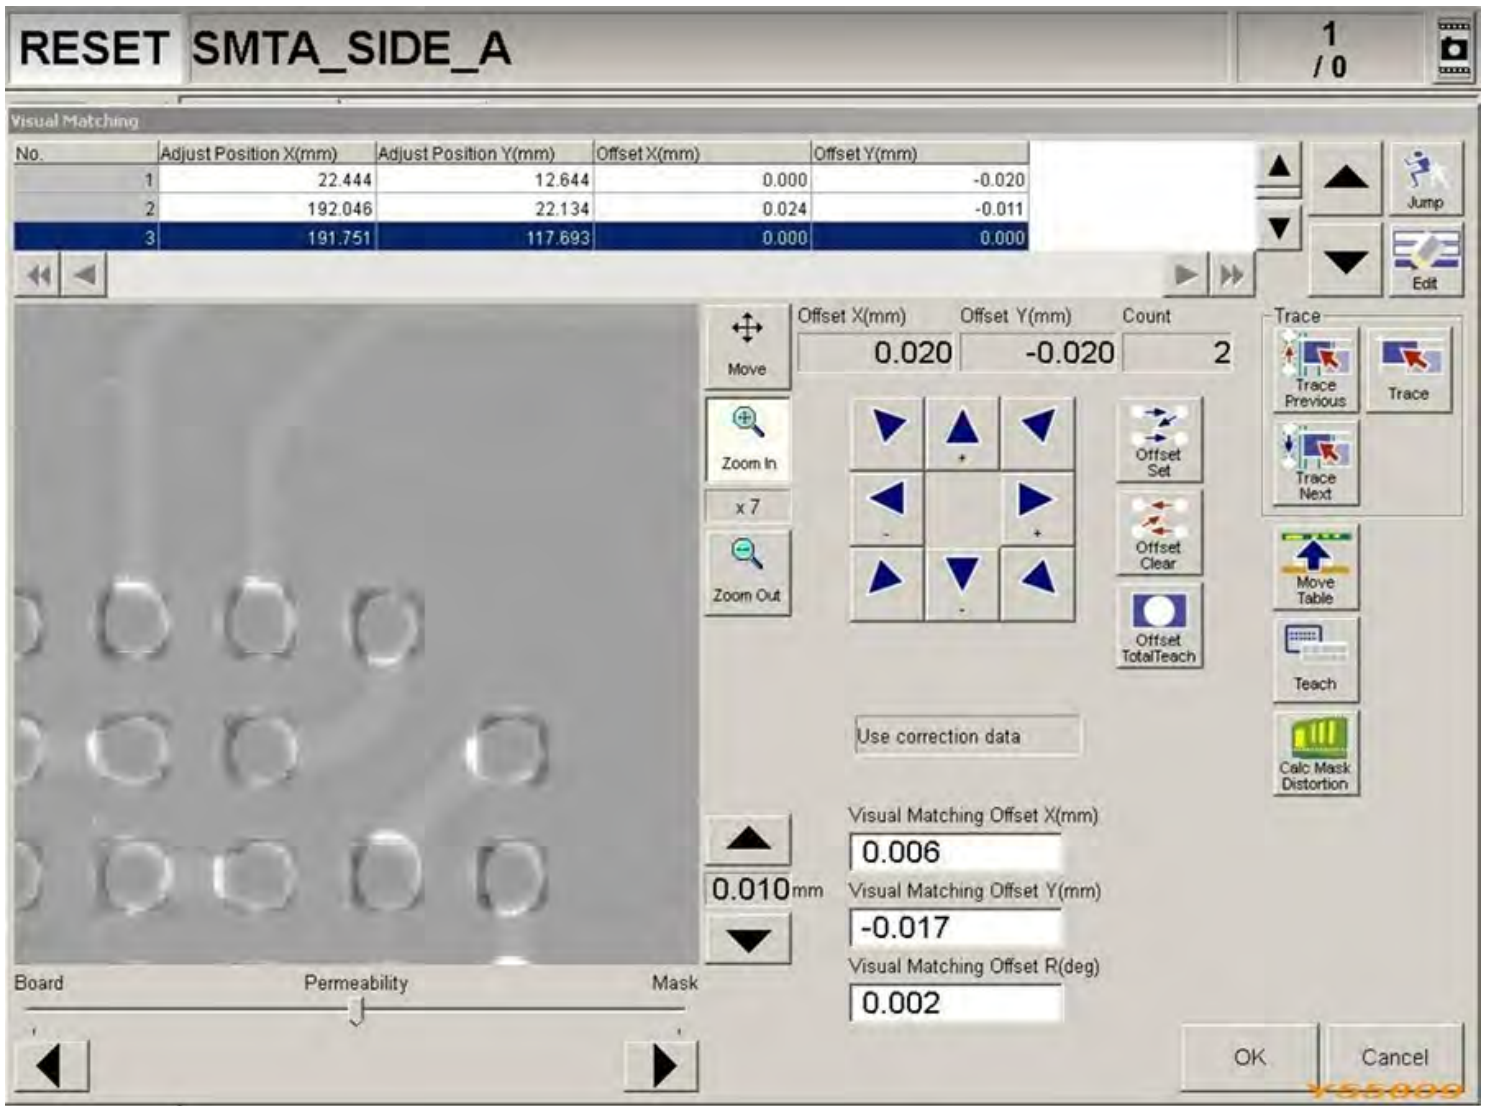 RESET SMTA_SIDE_A
1
/ 0
Visual Matching
No. Adjust Position X(mm) Adjust Position Y(mm) Offset X(mm) Offset Y(mm)
1 22.444 12.644 0.000 -0.020
2 192.046 22.134 0.024 -0.011
3 191.751 117.693 0.000 0.000
Jump
Edit
Move
Zoom In
x 7
Zoom Out
Offset X(mm) Offset Y(mm) Count
0.020 -0.020 2
+
- +
-
Offset
Set
Offset
Clear
Offset
TotalTeach
Trace
Trace
Previous
Trace
Trace
Next
Move
Table
Teach
Calc Mask
Distortion
Use correction data
Visual Matching Offset X(mm)
0.006
0.010 mm
Visual Matching Offset Y(mm)
-0.017
Visual Matching Offset R(deg)
0.002
Board Permeability Mask
OK Cancel